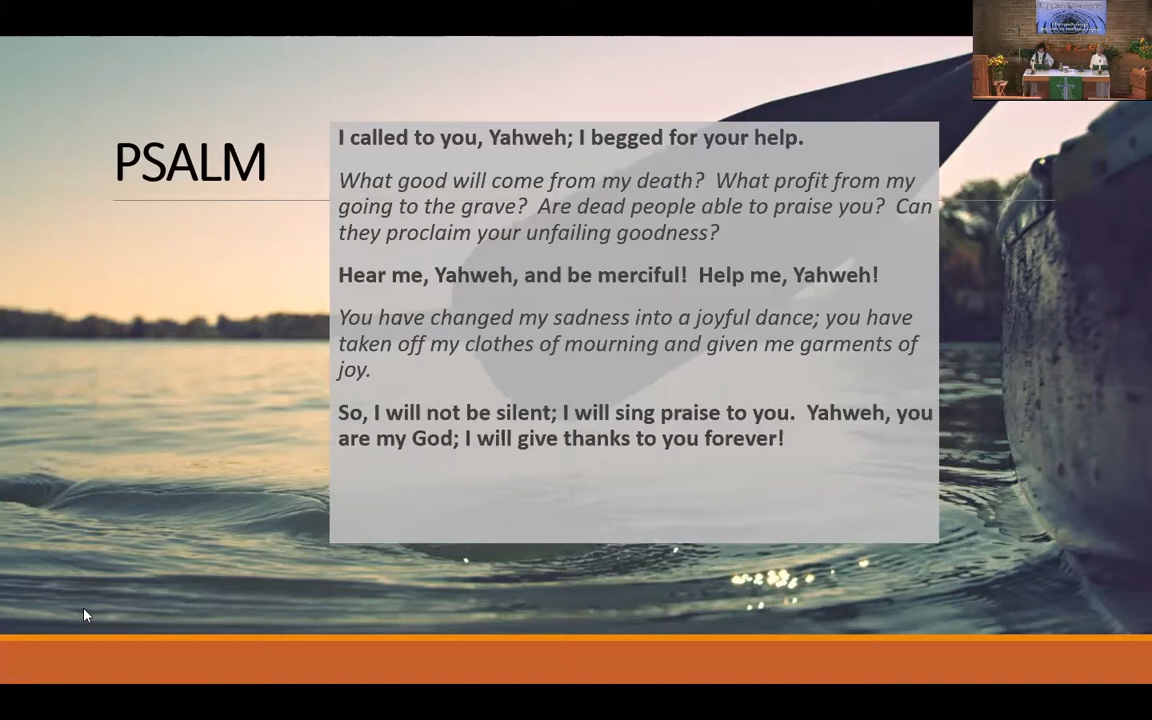 PSALM
I called to you, Yahweh; I begged for your help.
What good will come from my death?  What profit from my
going to the grave?  Are dead people able to praise you?  Can
they proclaim your unfailing goodness?
Hear me, Yahweh, and be merciful!  Help me, Yahweh!
You have changed my sadness into a joyful dance; you have
taken off my clothes of mourning and given me garments of
joy.
So, I will not be silent; I will sing praise to you.  Yahweh, you
are my God; I will give thanks to you forever!